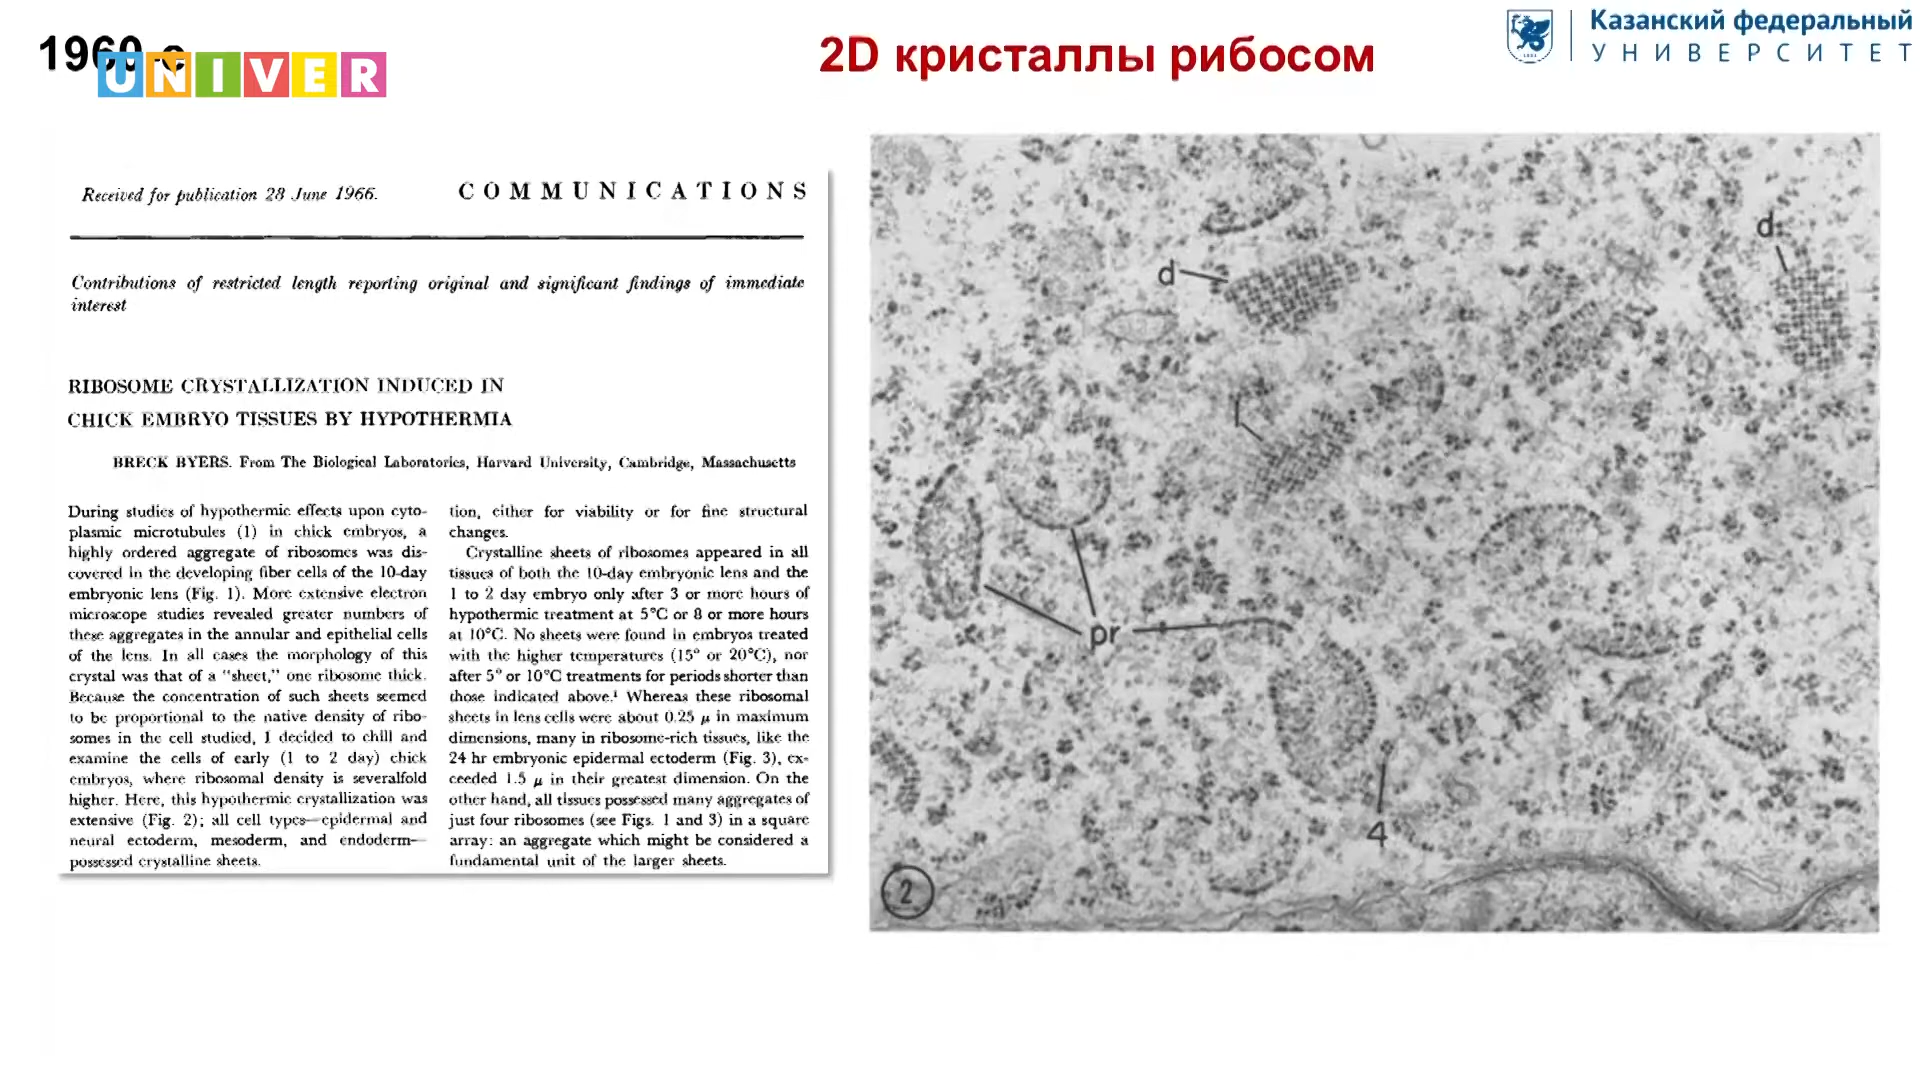 1960-е
UNIVER
2D кристаллы рибосом
Казанский федеральный
УНИВЕРСИТЕТ
Received for publication 28 June 1966.
COMMUNICATIONS
Contributions of restricted length reporting original and significant findings of immediate
interest
RIBOSOME CRYSTALLIZATION INDUCED IN
CHICK EMBRYO TISSUES BY HYPOTHERMIA
BRECK BYERS. From The Biological Laboratories, Harvard University, Cambridge, Massachusetts
During studies of hypothermic effects upon cyto-
plasmic microtubules (1) in chick embryos, a
highly ordered aggregate of ribosomes was dis-
covered in the developing fiber cells of the 10-day
embryonic lens (Fig. 1). More extensive electron
microscope studies revealed greater numbers of
these aggregates in the annular and epithelial cells
of the lens. In all cases the morphology of this
crystal was that of a "sheet," one ribosome thick.
Because the concentration of such sheets seemed
to be proportional to the native density of ribo-
somes in the cell studied, I decided to chill and
examine the cells of early (1 to 2 day) chick
embryos, where ribosomal density is severalfold
higher. Here, this hypothermic crystallization was
extensive (Fig. 2); all cell types—epidermal and
neural ectoderm, mesoderm, and endoderm—
possessed crystalline sheets.
tion, either for viability or for fine structural
changes.
Crystalline sheets of ribosomes appeared in all
tissues of both the 10-day embryonic lens and the
1 to 2 day embryo only after 3 or more hours of
hypothermic treatment at 5°C or 8 or more hours
at 10°C. No sheets were found in embryos treated
with the higher temperatures (15° or 20°C), nor
after 5° or 10°C treatments for periods shorter than
those indicated above.¹ Whereas these ribosomal
sheets in lens cells were about 0.25 μ in maximum
dimensions, many in ribosome-rich tissues, like the
24 hr embryonic epidermal ectoderm (Fig. 3), ex-
ceeded 1.5 μ in their greatest dimension. On the
other hand, all tissues possessed many aggregates of
just four ribosomes (see Figs. 1 and 3) in a square
array: an aggregate which might be considered a
fundamental unit of the larger sheets.
d
d
l
pr
4
2